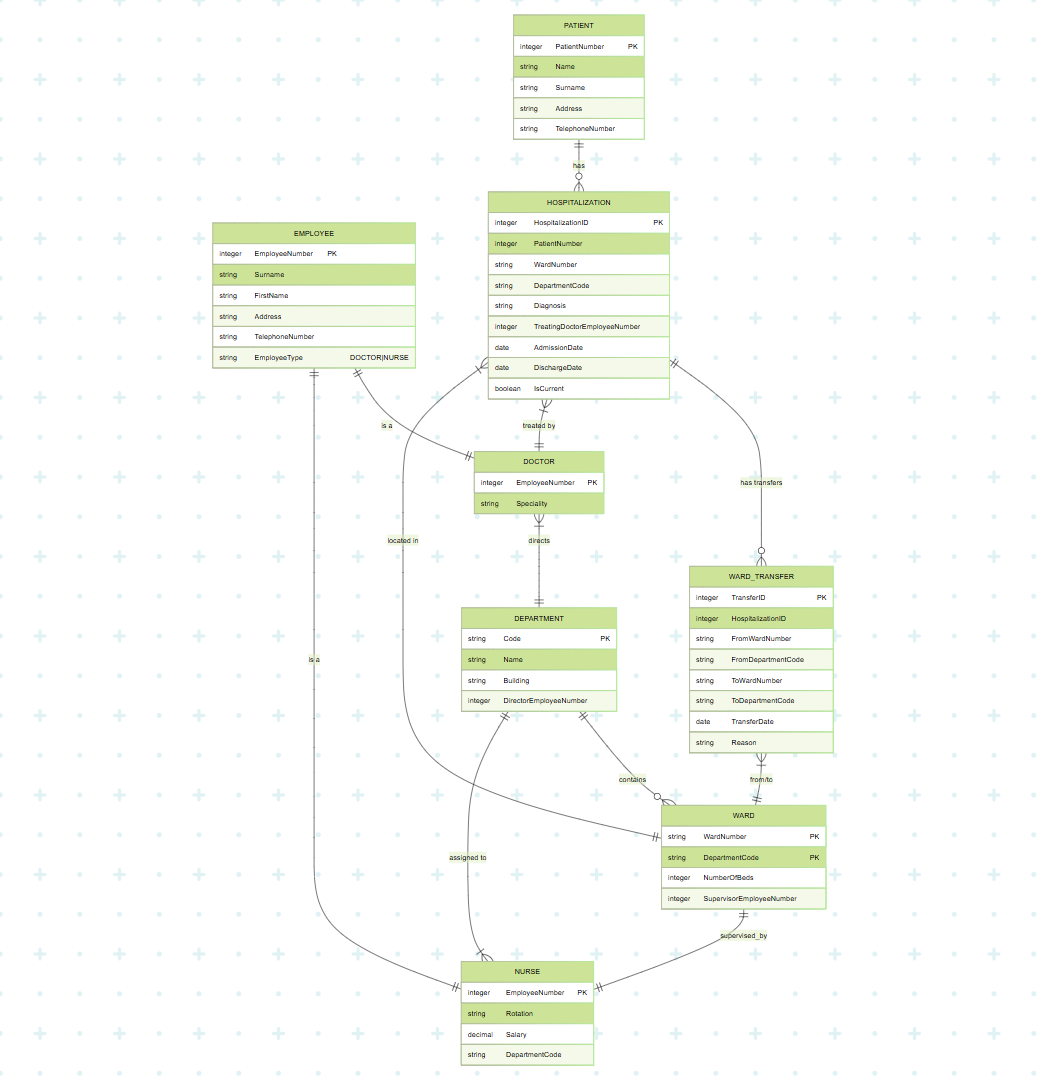 PATIENT
integer PatientNumber PK
string Name
string Surname
string Address
string TelephoneNumber
has
HOSPITALIZATION
integer HospitalizationID PK
integer PatientNumber
string WardNumber
string DepartmentCode
string Diagnosis
integer TreatingDoctorEmployeeNumber
date AdmissionDate
date DischargeDate
boolean IsCurrent
EMPLOYEE
integer EmployeeNumber PK
string Surname
string FirstName
string Address
string TelephoneNumber
string EmployeeType DOCTOR|NURSE
is a
treated by
DOCTOR
integer EmployeeNumber PK
string Speciality
has transfers
located in
directs
WARD_TRANSFER
integer TransferID PK
integer HospitalizationID
string FromWardNumber
string FromDepartmentCode
string ToWardNumber
string ToDepartmentCode
date TransferDate
string Reason
DEPARTMENT
string Code PK
string Name
string Building
integer DirectorEmployeeNumber
is a
contains
from/to
WARD
string WardNumber PK
string DepartmentCode PK
integer NumberOfBeds
integer SupervisorEmployeeNumber
assigned to
supervised_by
NURSE
integer EmployeeNumber PK
string Rotation
decimal Salary
string DepartmentCode